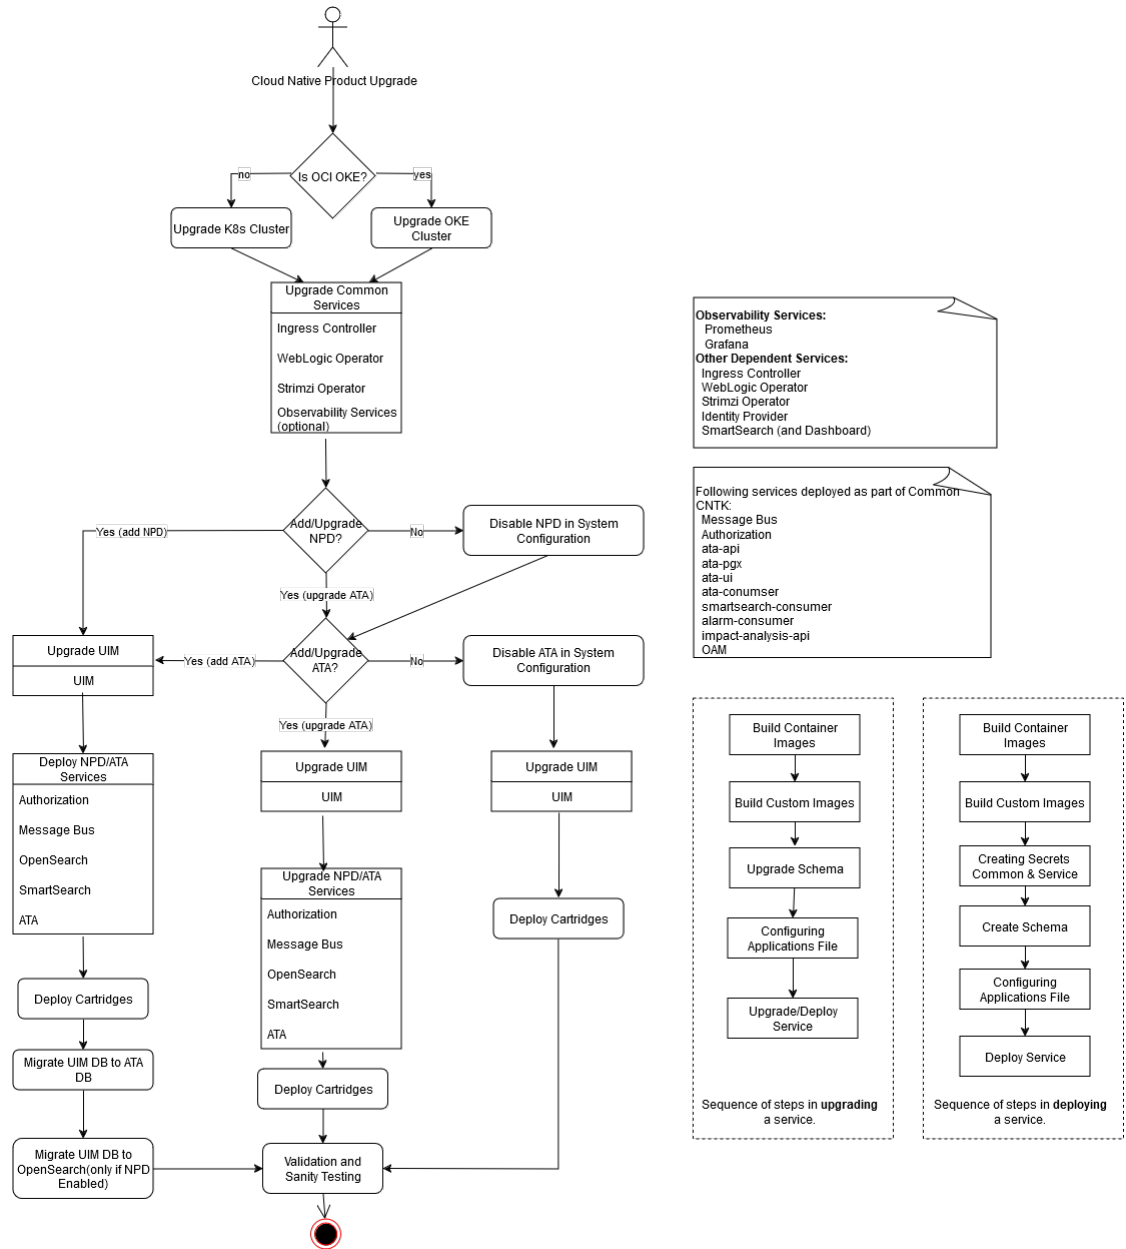 Cloud Native Product Upgrade
Is OCI OKE?
no
yes
Upgrade K8s Cluster
Upgrade OKE
Cluster
Upgrade Common
Services
Ingress Controller
WebLogic Operator
Strimzi Operator
Observability Services
(optional)
Add/Upgrade
NPD?
Yes (add NPD)
No
Disable NPD in System
Configuration
Yes (upgrade ATA)
Add/Upgrade
ATA?
Yes (add ATA)
No
Disable ATA in System
Configuration
Yes (upgrade ATA)
Upgrade UIM
UIM
Deploy NPD/ATA
Services
Authorization
Message Bus
OpenSearch
SmartSearch
ATA
Deploy Cartridges
Migrate UIM DB to ATA
DB
Migrate UIM DB to
OpenSearch(only if NPD
Enabled)
Upgrade UIM
UIM
Upgrade NPD/ATA
Services
Authorization
Message Bus
OpenSearch
SmartSearch
ATA
Deploy Cartridges
Validation and
Sanity Testing
Upgrade UIM
UIM
Deploy Cartridges
Observability Services:
Prometheus
Grafana
Other Dependent Services:
Ingress Controller
WebLogic Operator
Strimzi Operator
Identity Provider
SmartSearch (and Dashboard)
Following services deployed as part of Common
CNTK:
Message Bus
Authorization
ata-api
ata-pgx
ata-ui
ata-conumser
smartsearch-consumer
alarm-consumer
impact-analysis-api
OAM
Build Container
Images
Build Custom Images
Upgrade Schema
Configuring
Applications File
Upgrade/Deploy
Service
Sequence of steps in upgrading
a service.
Build Container
Images
Build Custom Images
Creating Secrets
Common & Service
Create Schema
Configuring
Applications File
Deploy Service
Sequence of steps in deploying
a service.